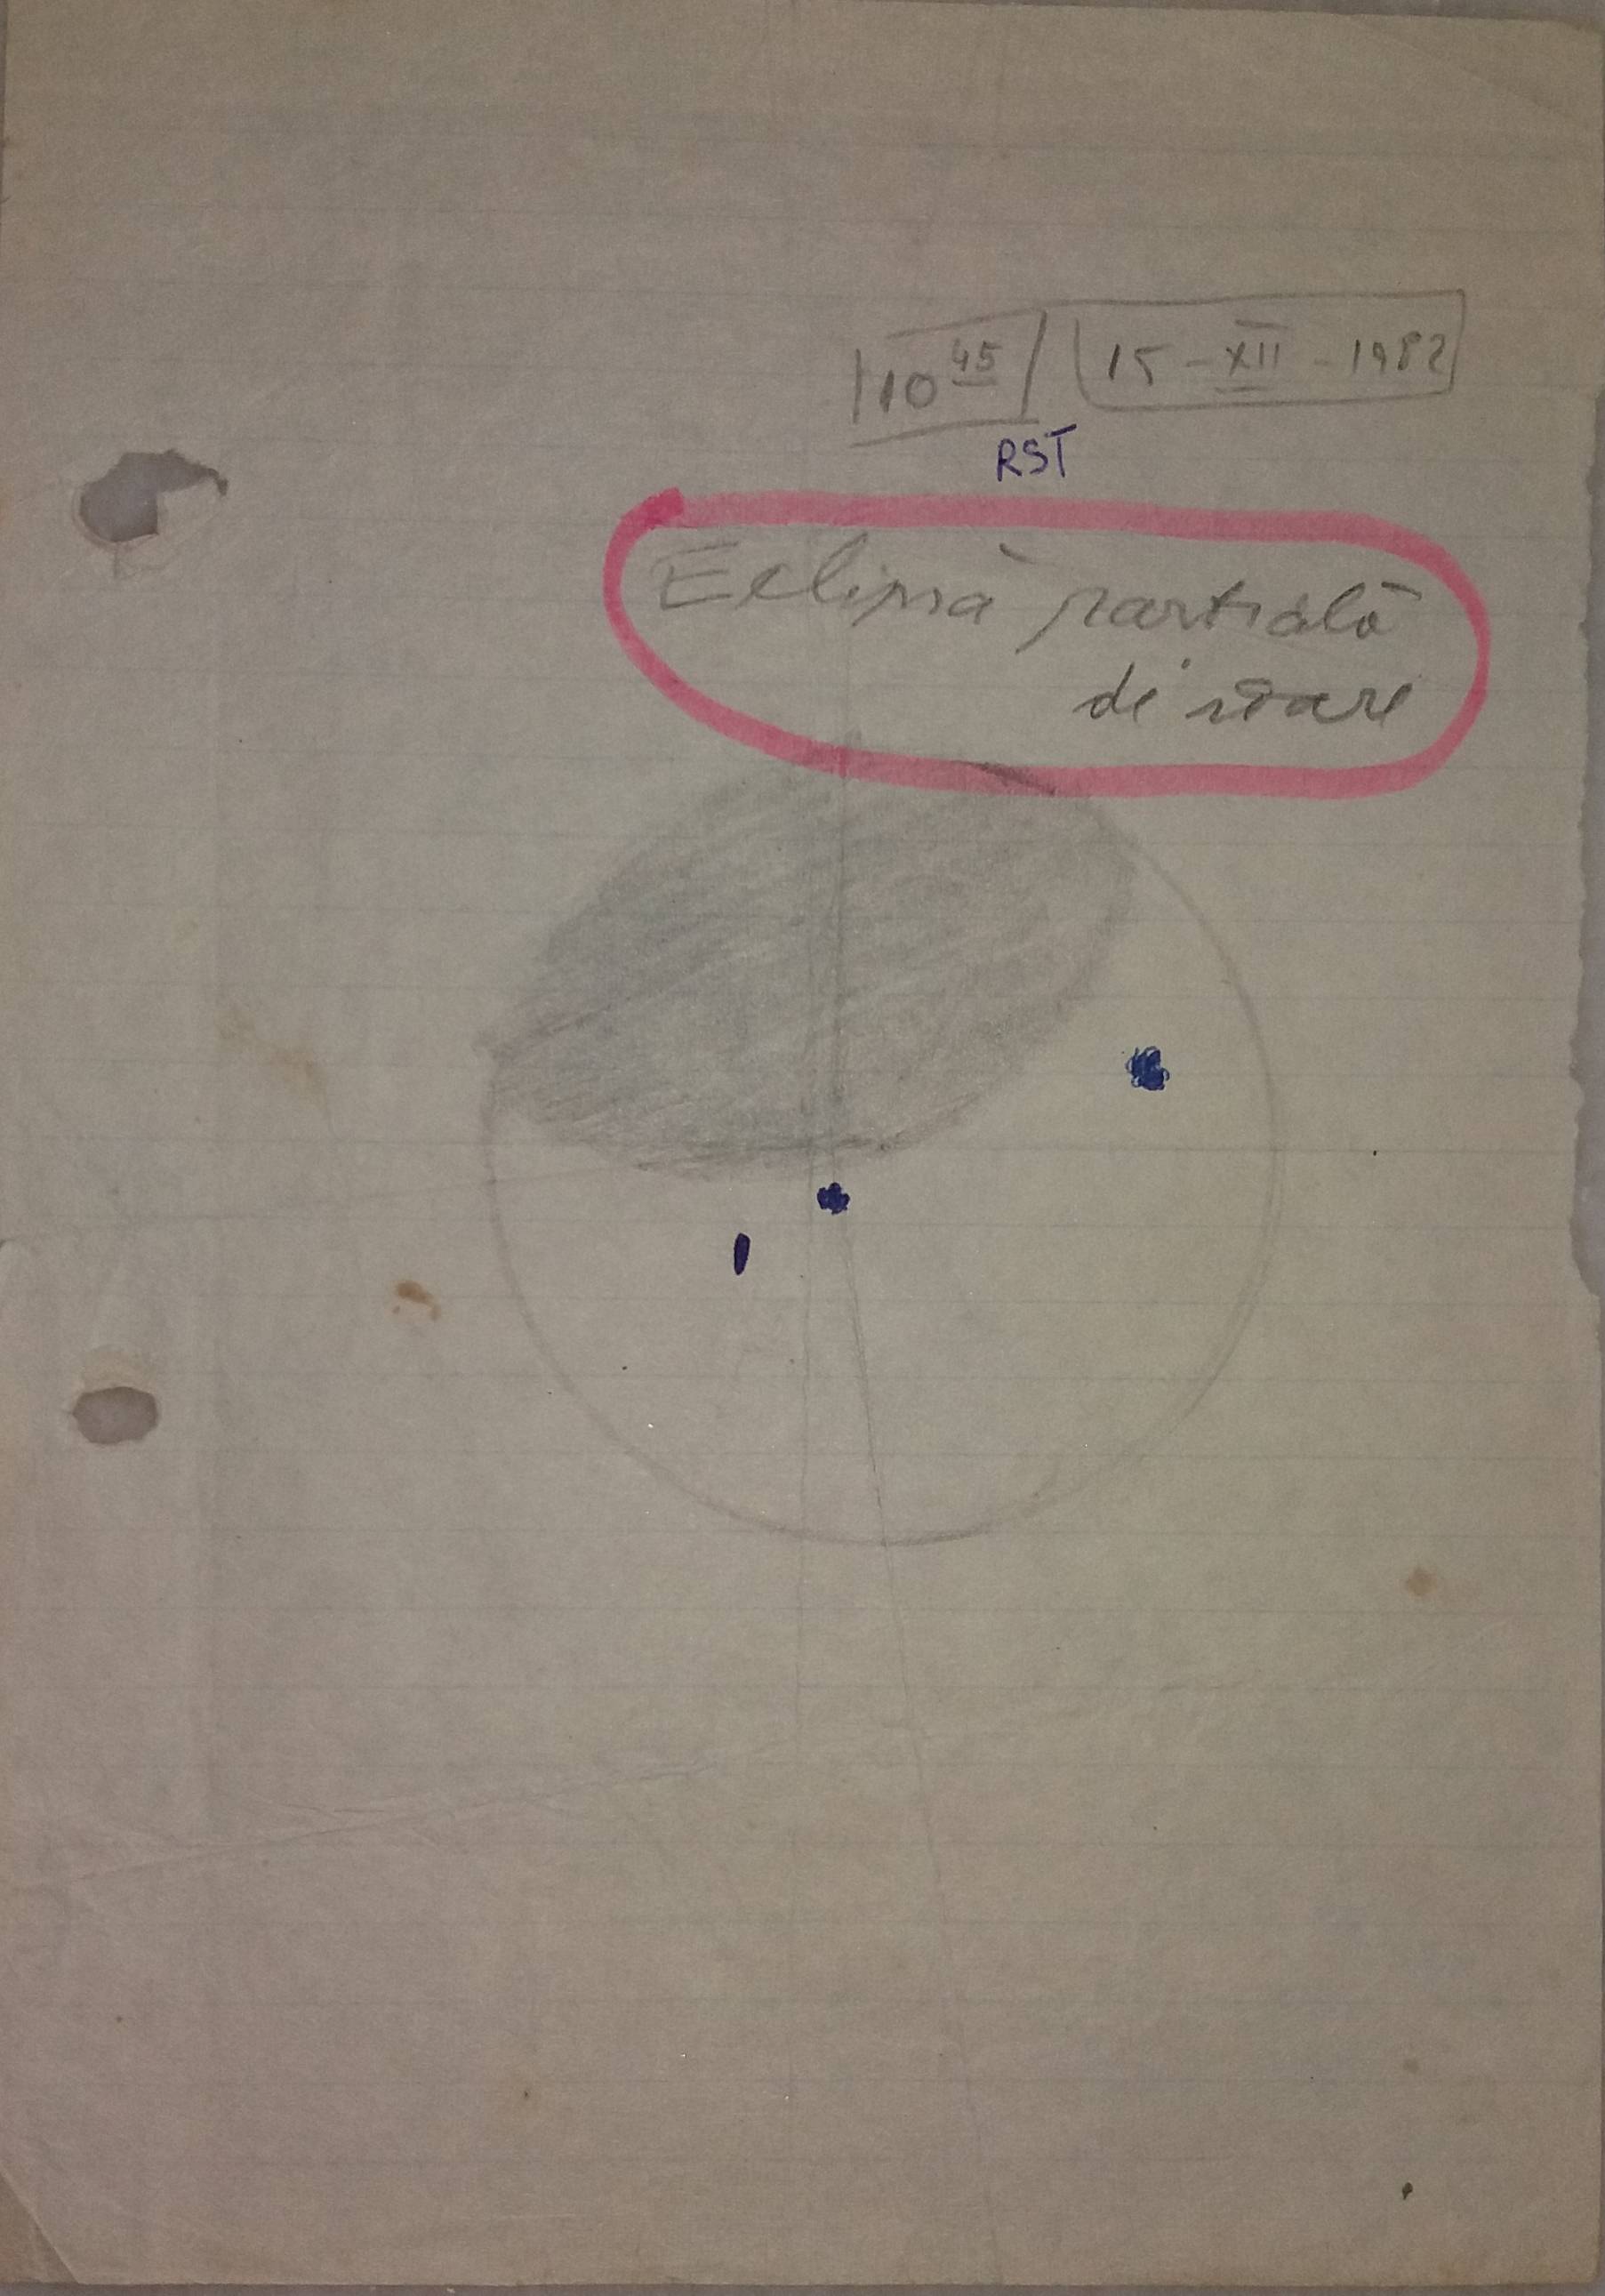 10 45 15 - XII - 1982
RST
Eclipsă parțială
de soare